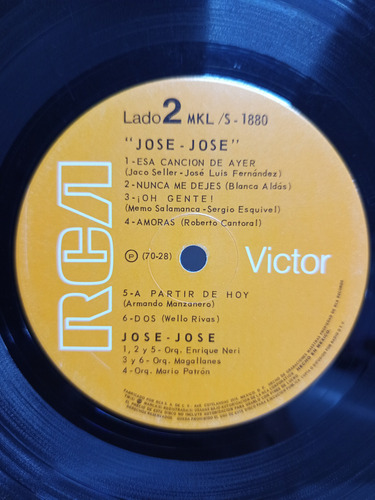 Lado 2 MKL /S - 1880
"JOSE - JOSE"
1-ESA CANCION DE AYER
(Jaco Seller-José Luis Fernández)
2-NUNCA ME DEJES (Blanca Aldás)
3-¡OH GENTE!
(Memo Salamanca-Sergio Esquivel)
4-AMORAS (Roberto Cantoral)
P (70-28)
RCA Victor
5-A PARTIR DE HOY
(Armando Manzanero)
6-DOS (Wello Rivas)
JOSE-JOSE
1, 2 y 5 - Orq. Enrique Neri
3 y 6 - Orq. Magallanes
4 - Orq. Mario Patrón